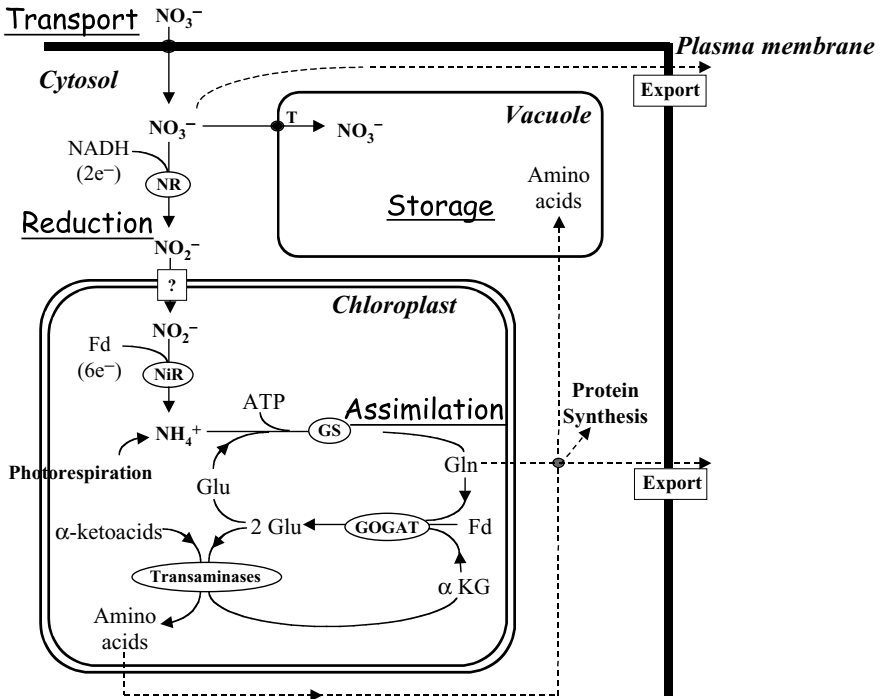 Transport
NO₃⁻
Plasma membrane
Cytosol
Export
NO₃⁻
T
NO₃⁻
Vacuole
NADH
(2e⁻)
NR
Amino
acids
Storage
Reduction
NO₂⁻
?
Chloroplast
NO₂⁻
Fd
(6e⁻)
NiR
Protein
Synthesis
ATP
Assimilation
NH₄⁺
GS
Photorespiration
Gln
Glu
Export
α-ketoacids
2 Glu
GOGAT
Fd
Transaminases
α KG
Amino
acids